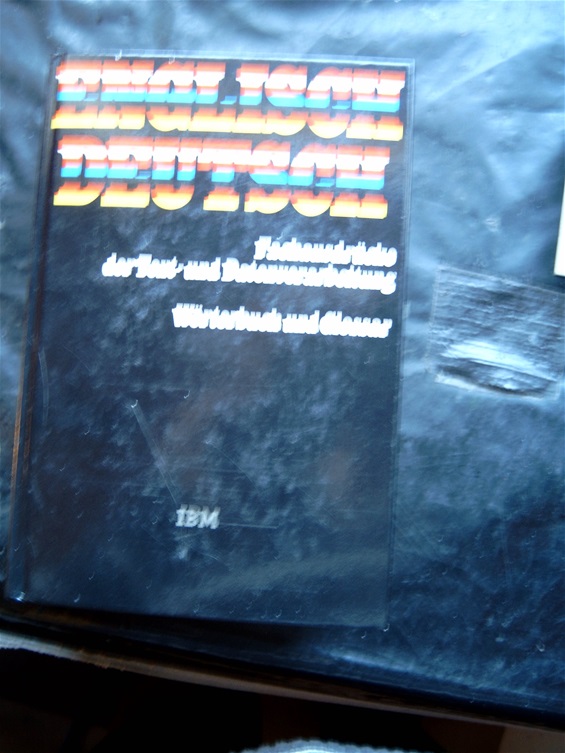 ENGLISCH
DEUTSCH
Fachausdrücke
der Text- und Datenverarbeitung
Wörterbuch und Glossar
IBM